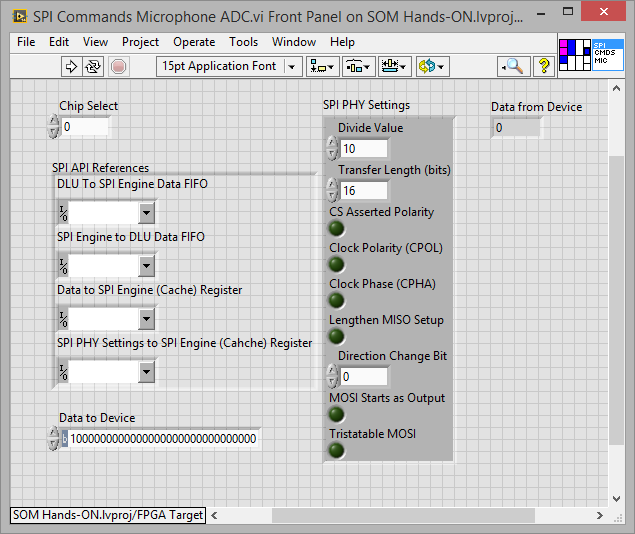 SPI Commands Microphone ADC.vi Front Panel on SOM Hands-ON.lvproj...
File Edit View Project Operate Tools Window Help
15pt Application Font
?
SPI
CMDS
MIC
Chip Select
0
SPI PHY Settings
Data from Device
0
Divide Value
10
SPI API References
Transfer Length (bits)
16
DLU To SPI Engine Data FIFO
I/0
CS Asserted Polarity
SPI Engine to DLU Data FIFO
I/0
Clock Polarity (CPOL)
Data to SPI Engine (Cache) Register
I/0
Clock Phase (CPHA)
Lengthen MISO Setup
SPI PHY Settings to SPI Engine (Cahche) Register
I/0
Direction Change Bit
0
MOSI Starts as Output
Data to Device
b
Tristatable MOSI
SOM Hands-ON.lvproj/FPGA Target